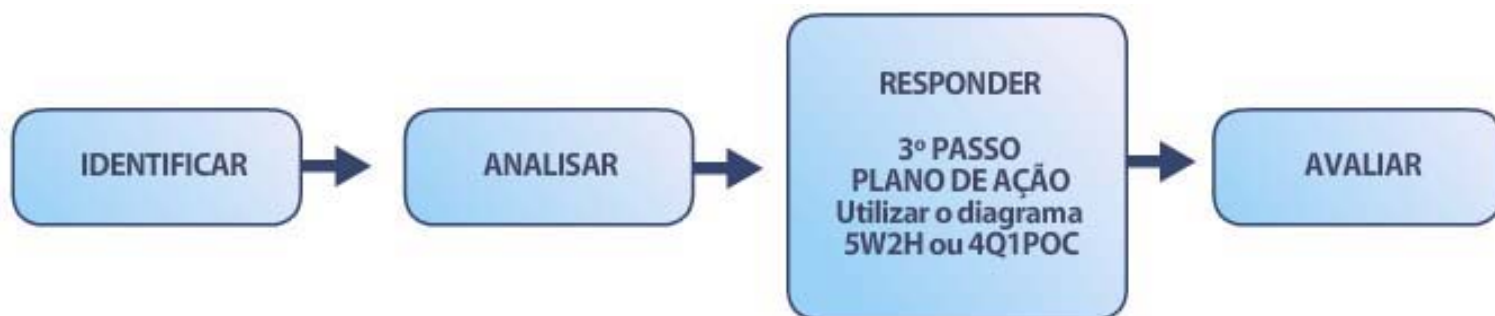 IDENTIFICAR
ANALISAR
RESPONDER
3º PASSO
PLANO DE AÇÃO
Utilizar o diagrama
5W2H ou 4Q1POC
AVALIAR